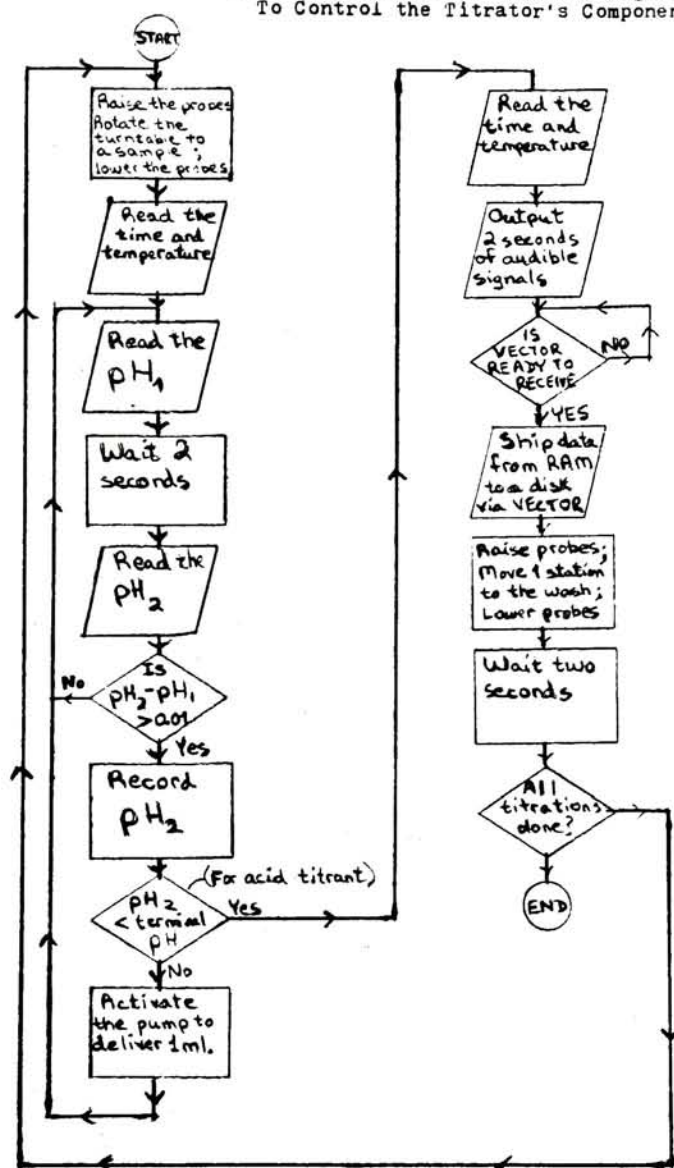 To Control the Titrator's Componen
START
Raise the probes
Rotate the
turntable to
a sample;
lower the probes
Read the
time and
temperature
Read the
pH1
Wait 2
seconds
Read the
pH2
Is
pH2-pH1
>0.01
No
Yes
Record
pH2
(For acid titrant)
pH2
< terminal
pH
Yes
No
Activate
the pump to
deliver 1ml.
Read the
time and
temperature
Output
2 seconds
of audible
signals
IS
VECTOR
READY TO
RECEIVE
NO
YES
Ship data
from RAM
to a disk
via VECTOR
Raise probes;
Move 1 station
to the wash;
Lower probes
Wait two
seconds
All
titrations
done?
END